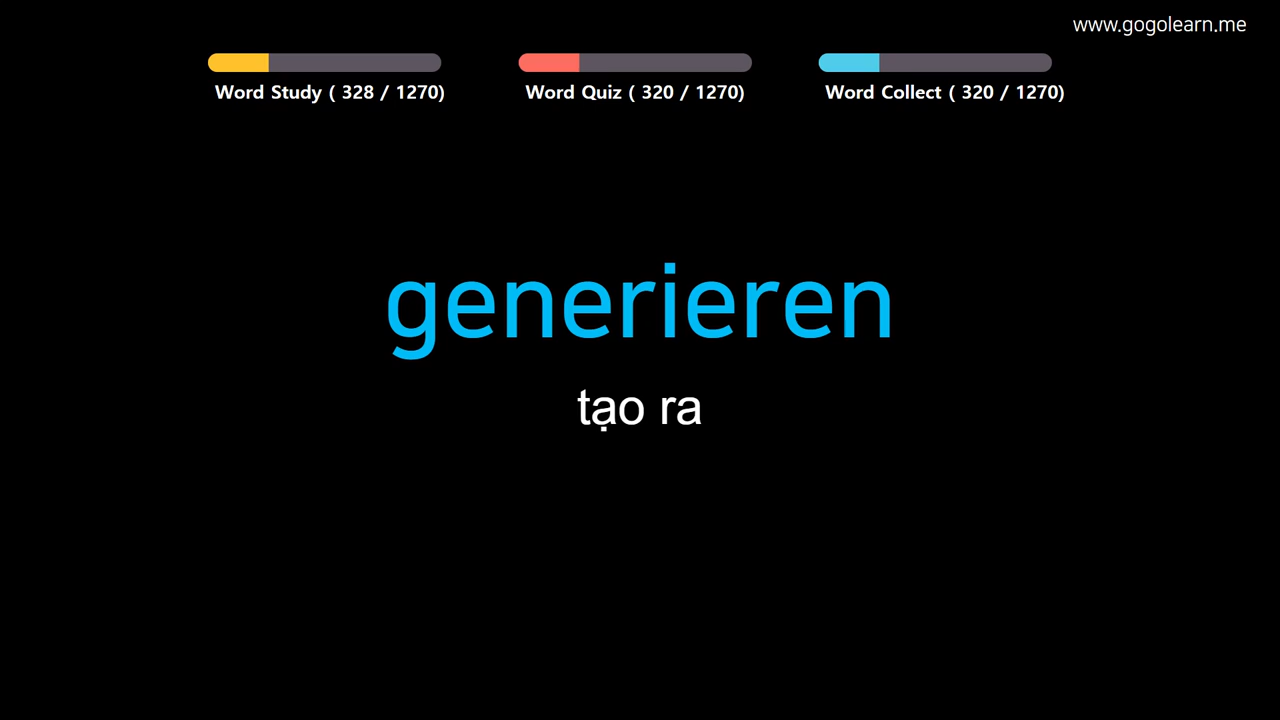 www.gogolearn.me
Word Study ( 328 / 1270)
Word Quiz ( 320 / 1270)
Word Collect ( 320 / 1270)
generieren
tạo ra